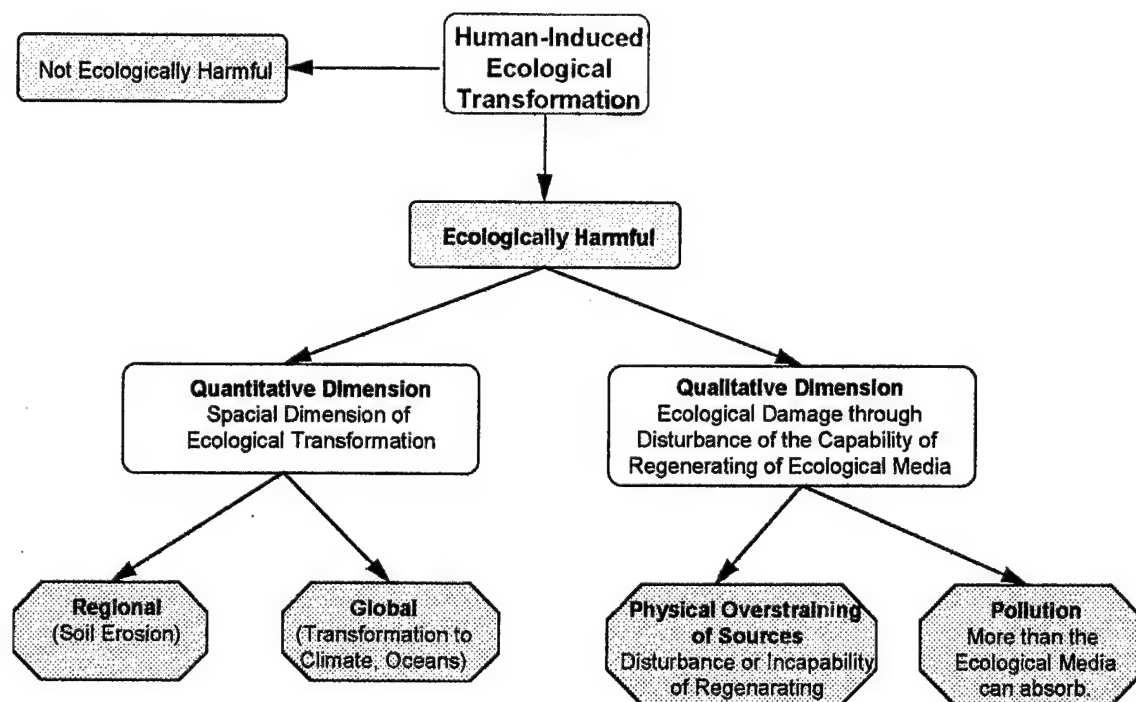 Human-Induced
Ecological
Transformation
Not Ecologically Harmful
Ecologically Harmful
Quantitative Dimension
Spacial Dimension of
Ecological Transformation
Qualitative Dimension
Ecological Damage through
Disturbance of the Capability of
Regenerating of Ecological Media
Regional
(Soil Erosion)
Global
(Transformation to
Climate, Oceans)
Physical Overstraining
of Sources
Disturbance or Incapability
of Regenarating
Pollution
More than the
Ecological Media
can absorb.